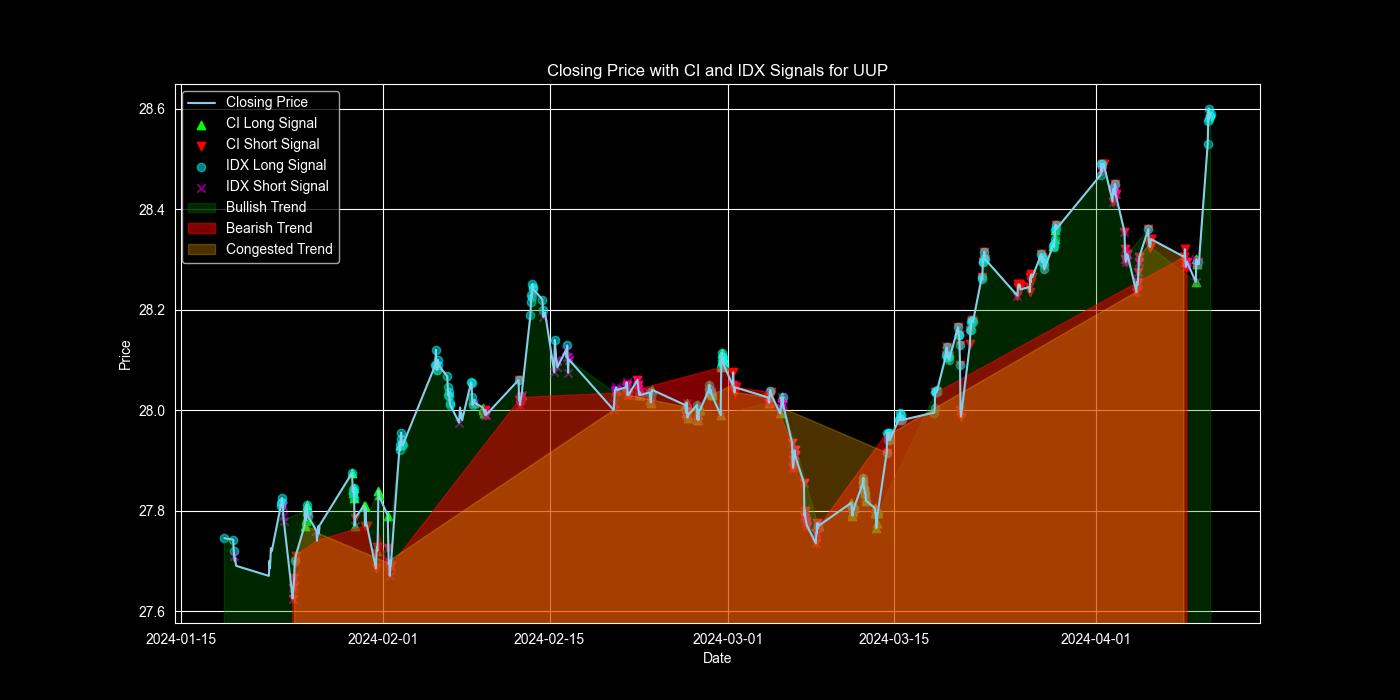 Closing Price with CI and IDX Signals for UUP
Closing Price
CI Long Signal
CI Short Signal
IDX Long Signal
IDX Short Signal
Bullish Trend
Bearish Trend
Congested Trend
28.6
28.4
28.2
28.0
27.8
27.6
Price
2024-01-15
2024-02-01
2024-02-15
2024-03-01
2024-03-15
2024-04-01
Date